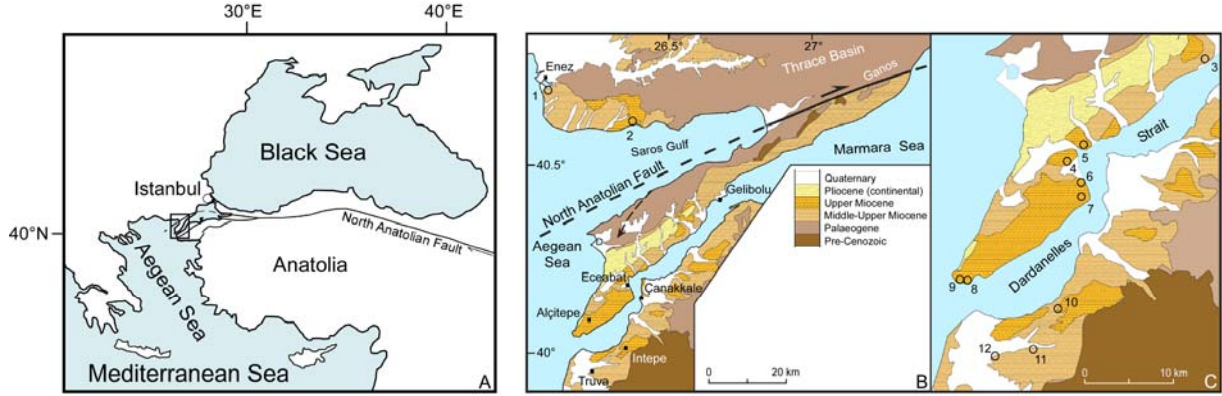 30°E
40°E
40°N
Black Sea
Istanbul
North Anatolian Fault
Aegean Sea
Anatolia
Mediterranean Sea
A
26.5°
27°
Enez
1
2
Thrace Basin
Ganos
Saros Gulf
40.5°
North Anatolian Fault
Marmara Sea
Gelibolu
Aegean
Sea
Eceabat
Çanakkale
Alçitepe
Intepe
40°
Truva
Quaternary
Pliocene (continental)
Upper Miocene
Middle-Upper Miocene
Palaeogene
Pre-Cenozoic
0
20 km
B
3
Strait
5
4
6
7
Dardanelles
9
8
10
12
11
0
10 km
C